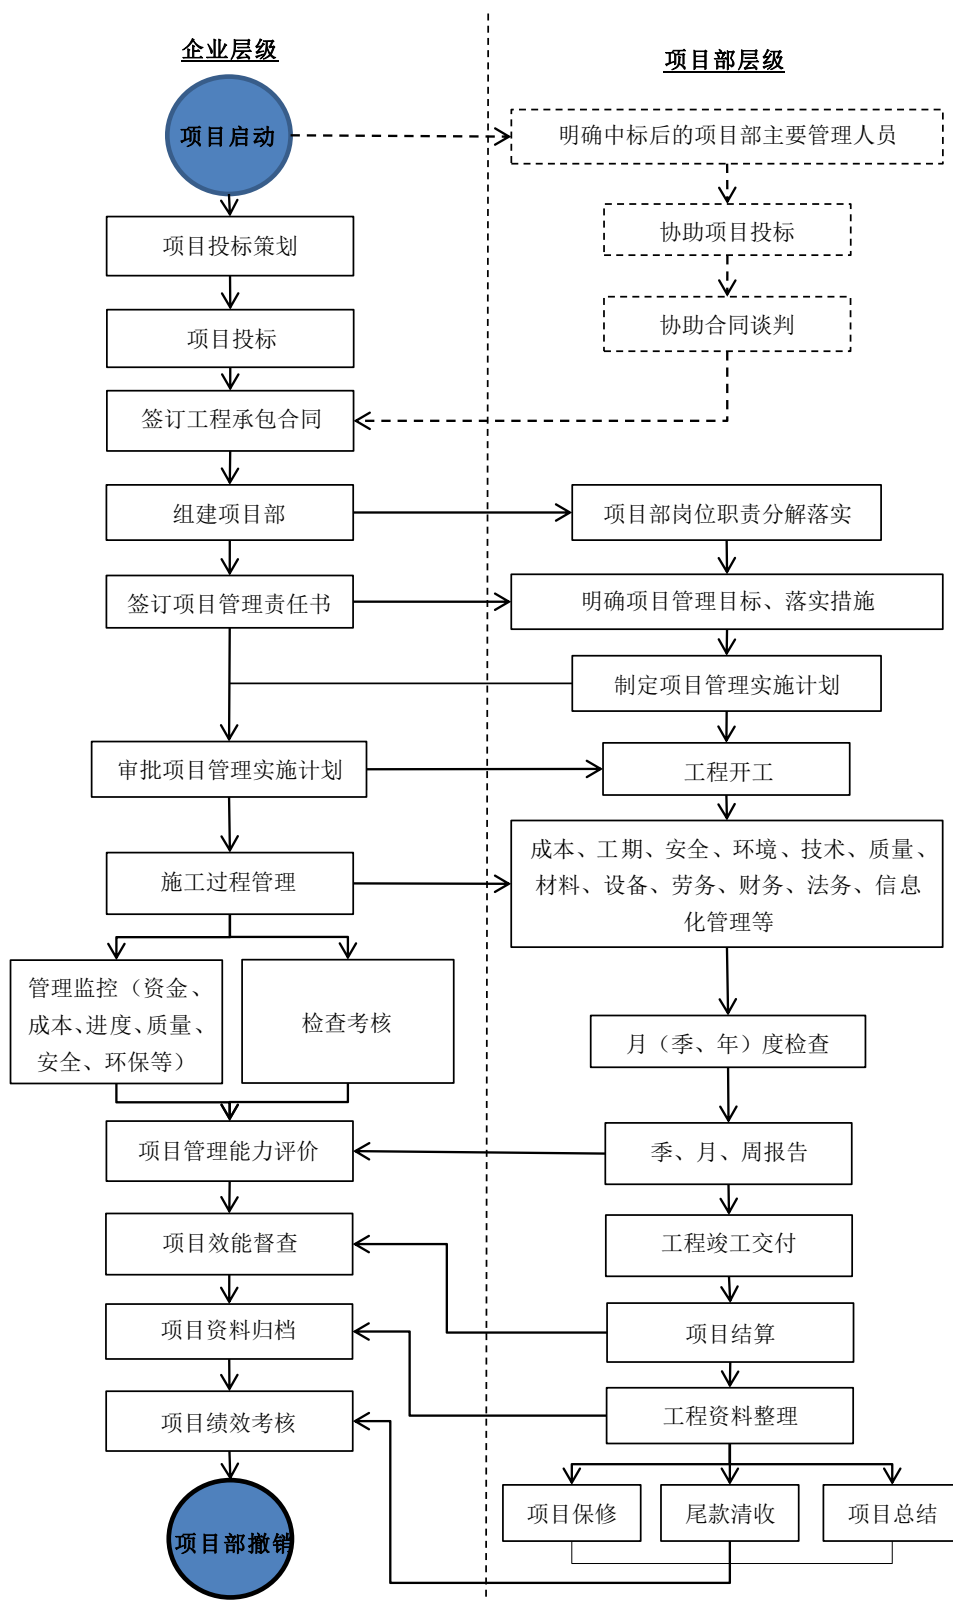 企业层级
项目部层级
项目启动
明确中标后的项目部主要管理人员
项目投标策划
协助项目投标
项目投标
协助合同谈判
签订工程承包合同
组建项目部
项目部岗位职责分解落实
签订项目管理责任书
明确项目管理目标、落实措施
制定项目管理实施计划
审批项目管理实施计划
工程开工
施工过程管理
成本、工期、安全、环境、技术、质量、
材料、设备、劳务、财务、法务、信息
化管理等
管理监控（资金、
成本、进度、质量、
安全、环保等）
检查考核
月（季、年）度检查
项目管理能力评价
季、月、周报告
项目效能督查
工程竣工交付
项目资料归档
项目结算
项目绩效考核
工程资料整理
项目保修
尾款清收
项目总结
项目部撤销